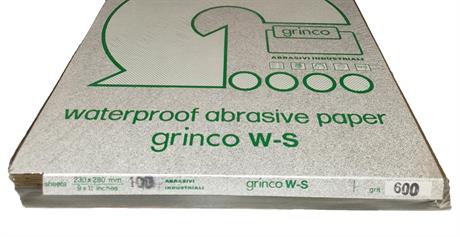 grinco
ABRASIVI INDUSTRIALI
waterproof abrasive paper
grinco W-S
sheets 230 x 280 mm 100 ABRASIVI grinco W-S grit 600
9 x 11 inches INDUSTRIALI